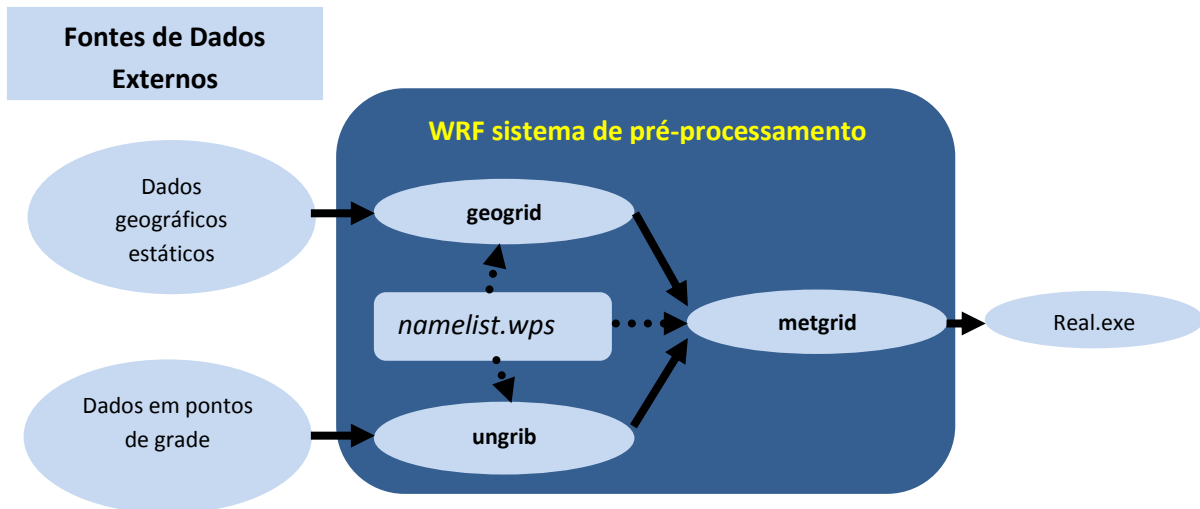 Fontes de Dados
Externos
WRF sistema de pré-processamento
Dados
geográficos
estáticos
geogrid
namelist.wps
metgrid
Real.exe
Dados em pontos
de grade
ungrib